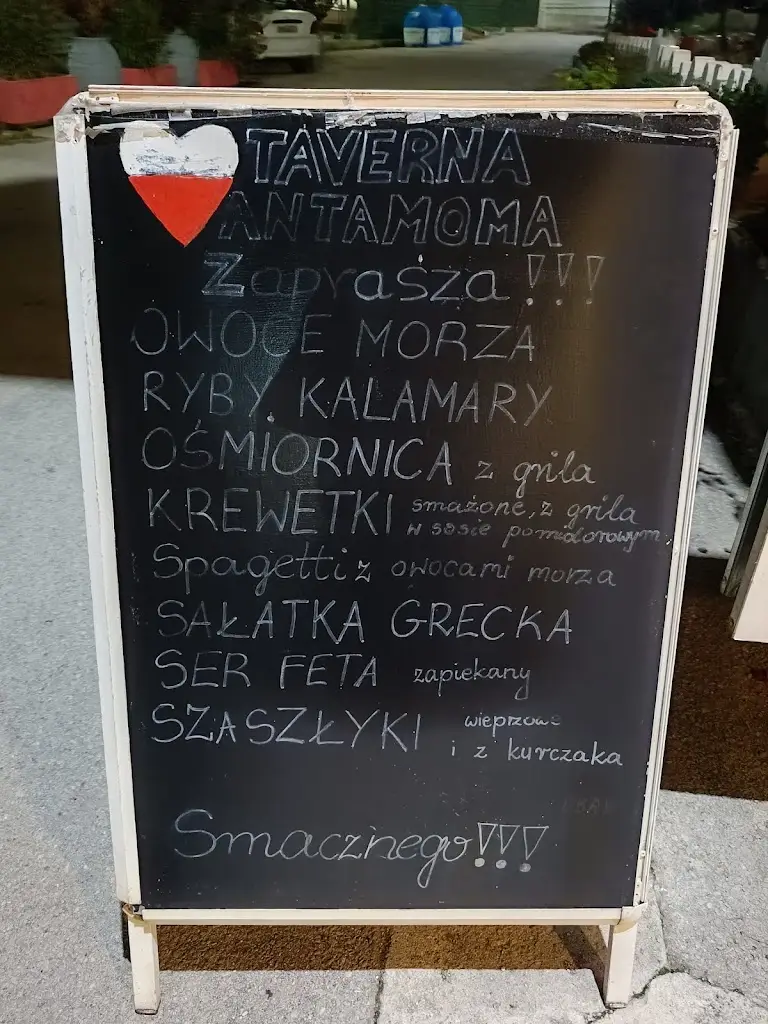 TAVERNA
ANTAMOMA
Zaprasza!!!
OWOCE MORZA
RYBY KALAMARY
OŚMIORNICA z grila
KREWETKI smażone, z grila
w sosie pomidorowym
Spagetti z owocami morza
SAŁATKA GRECKA
SER FETA zapiekany
SZASZŁYKI wieprzowe
i z kurczaka
Smacznego!!!